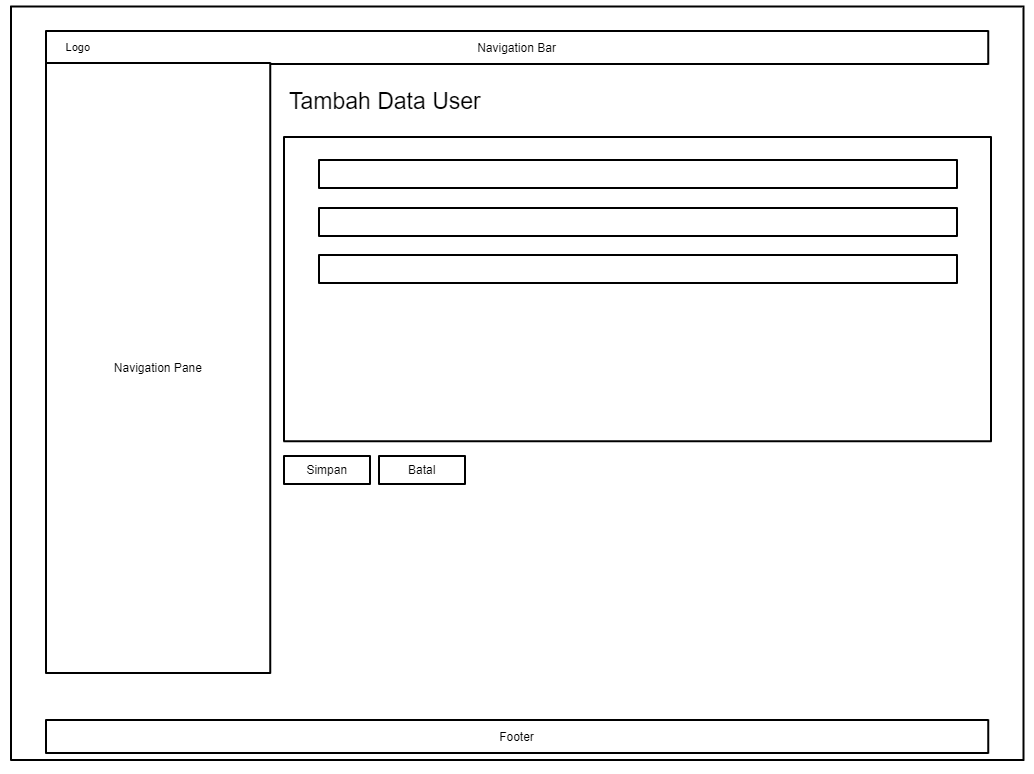 Logo
Navigation Bar
Tambah Data User
Navigation Pane
Simpan
Batal
Footer